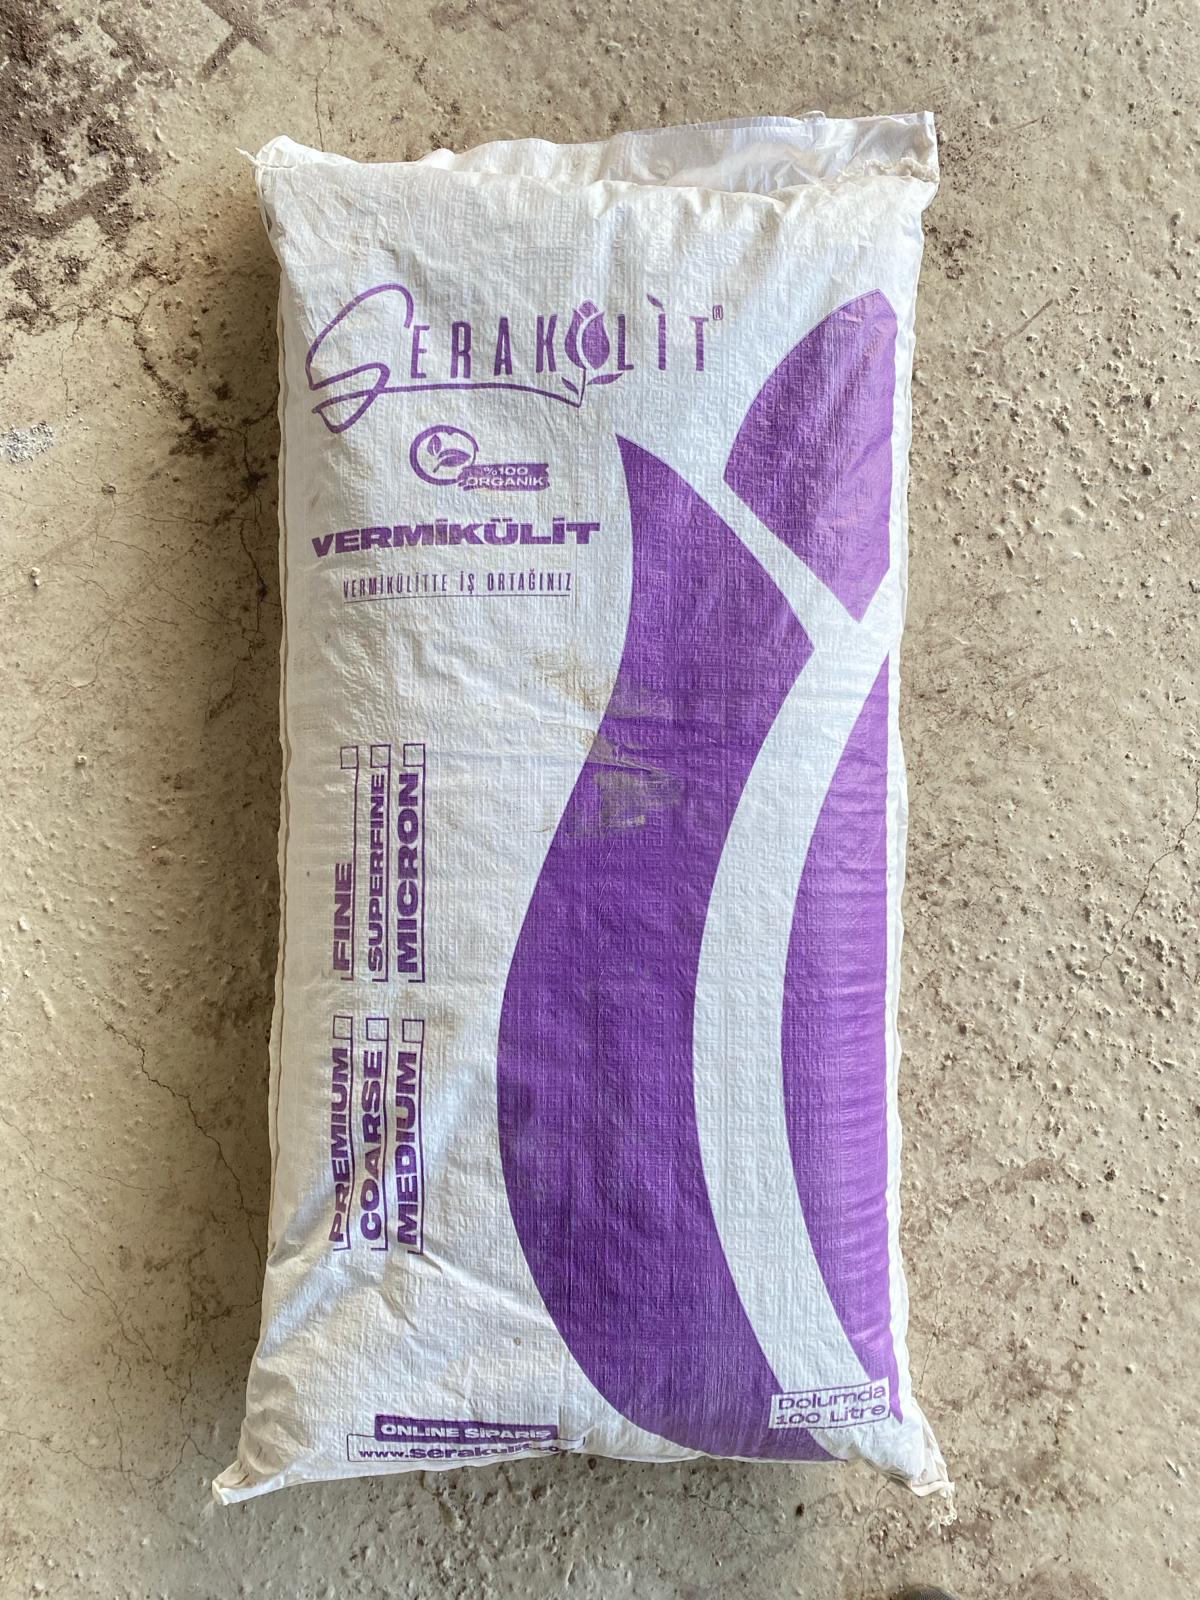 SERAKÜLİT®
%100
ORGANİK
VERMİKÜLİT
VERMİKÜLİTTE İŞ ORTAĞINIZ
FINE
SUPERFINE
MICRON
PREMIUM
COARSE
MEDIUM
Dolumda
100 Litre
ONLINE SİPARİŞ